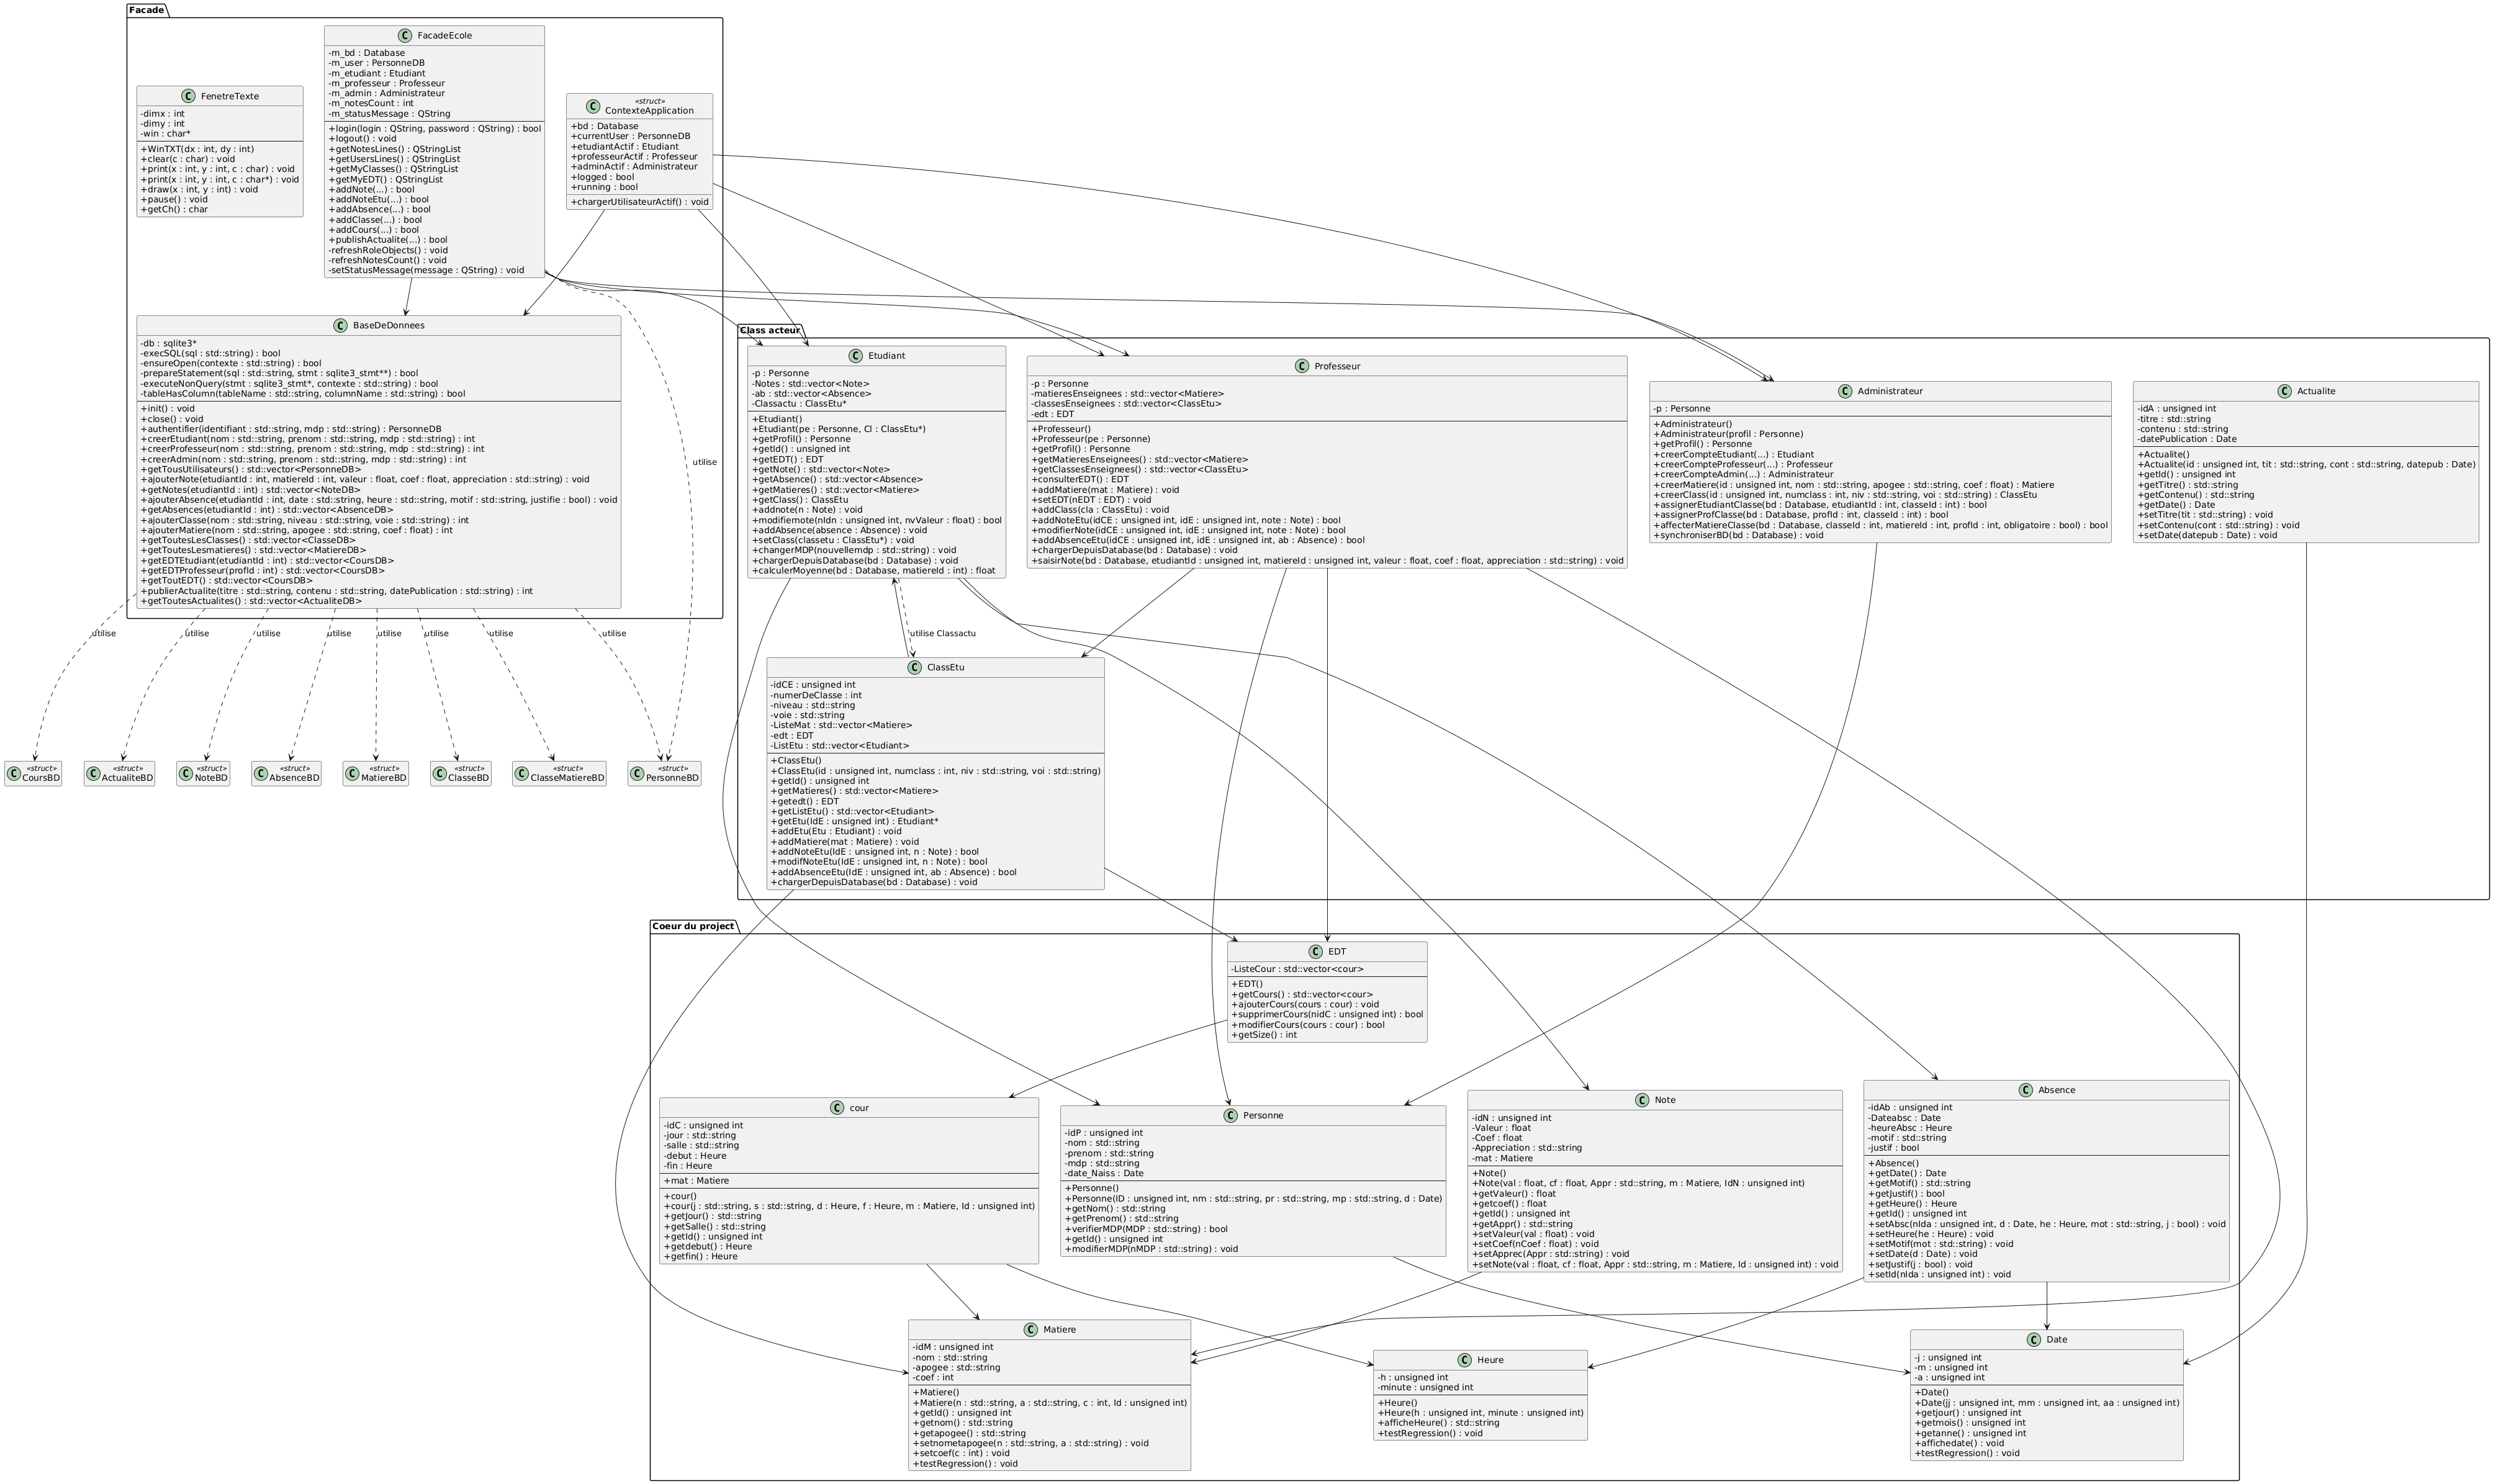 Facade
FacadeEcole
-m_bd : Database
-m_user : PersonneDB
-m_etudiant : Etudiant
-m_professeur : Professeur
-m_admin : Administrateur
-m_notesCount : int
-m_statusMessage : QString
+login(login : QString, password : QString) : bool
+logout() : void
+getNotesLines() : QStringList
+getUsersLines() : QStringList
+getMyClasses() : QStringList
+getMyEDT() : QStringList
+addNote(...) : bool
+addNoteEtu(...) : bool
+addAbsence(...) : bool
+addClasse(...) : bool
+addCours(...) : bool
+publishActualite(...) : bool
-refreshRoleObjects() : void
-refreshNotesCount() : void
-setStatusMessage(message : QString) : void
FenetreTexte
-dimx : int
-dimy : int
-win : char*
+WinTXT(dx : int, dy : int)
+clear(c : char) : void
+print(x : int, y : int, c : char) : void
+print(x : int, y : int, c : char*) : void
+draw(x : int, y : int) : void
+pause() : void
+getCh() : char
«struct»
ContexteApplication
+bd : Database
+currentUser : PersonneDB
+etudiantActif : Etudiant
+professeurActif : Professeur
+adminActif : Administrateur
+logged : bool
+running : bool
+chargerUtilisateurActif() : void
BaseDeDonnees
-db : sqlite3*
-execSQL(sql : std::string) : bool
-ensureOpen(contexte : std::string) : bool
-prepareStatement(sql : std::string, stmt : sqlite3_stmt**) : bool
-executeNonQuery(stmt : sqlite3_stmt*, contexte : std::string) : bool
-tableHasColumn(tableName : std::string, columnName : std::string) : bool
+init() : void
+close() : void
+authentifier(identifiant : std::string, mdp : std::string) : PersonneDB
+creerEtudiant(nom : std::string, prenom : std::string, mdp : std::string) : int
+creerProfesseur(nom : std::string, prenom : std::string, mdp : std::string) : int
+creerAdmin(nom : std::string, prenom : std::string, mdp : std::string) : int
+getTousUtilisateurs() : std::vector<PersonneDB>
+ajouterNote(etudiantId : int, matiereId : int, valeur : float, coef : float, appreciation : std::string) : void
+getNotes(etudiantId : int) : std::vector<NoteDB>
+ajouterAbsence(etudiantId : int, date : std::string, heure : std::string, motif : std::string, justifie : bool) : void
+getAbsences(etudiantId : int) : std::vector<AbsenceDB>
+ajouterClasse(nom : std::string, niveau : std::string, voie : std::string) : int
+ajouterMatiere(nom : std::string, apogee : std::string, coef : float) : int
+getToutesLesClasses() : std::vector<ClasseDB>
+getToutesLesmatieres() : std::vector<MatiereDB>
+getEDTEtudiant(etudiantId : int) : std::vector<CoursDB>
+getEDTProfesseur(profId : int) : std::vector<CoursDB>
+getToutEDT() : std::vector<CoursDB>
+publierActualite(titre : std::string, contenu : std::string, datePublication : std::string) : int
+getToutesActualites() : std::vector<ActualiteDB>
utilise
utilise
utilise
utilise
utilise
utilise
utilise
utilise
utilise
«struct»
CoursBD
«struct»
ActualiteBD
«struct»
NoteBD
«struct»
AbsenceBD
«struct»
MatiereBD
«struct»
ClasseBD
«struct»
ClasseMatiereBD
«struct»
PersonneBD
Class acteur
Etudiant
-p : Personne
-Notes : std::vector<Note>
-ab : std::vector<Absence>
-Classactu : ClassEtu*
+Etudiant()
+Etudiant(pe : Personne, Cl : ClassEtu*)
+getProfil() : Personne
+getId() : unsigned int
+getEDT() : EDT
+getNote() : std::vector<Note>
+getAbsence() : std::vector<Absence>
+getMatieres() : std::vector<Matiere>
+getClass() : ClassEtu
+addnote(n : Note) : void
+modifiernote(nIdn : unsigned int, nvValeur : float) : bool
+addAbsence(absence : Absence) : void
+setClass(classetu : ClassEtu*) : void
+changerMDP(nouvellemdp : std::string) : void
+chargerDepuisDatabase(bd : Database) : void
+calculerMoyenne(bd : Database, matiereId : int) : float
Professeur
-p : Personne
-matieresEnseignees : std::vector<Matiere>
-classesEnseignees : std::vector<ClassEtu>
-edt : EDT
+Professeur()
+Professeur(pe : Personne)
+getProfil() : Personne
+getMatieresEnseignees() : std::vector<Matiere>
+getClassesEnseignees() : std::vector<ClassEtu>
+consulterEDT() : EDT
+addMatiere(mat : Matiere) : void
+setEDT(nEDT : EDT) : void
+addClass(cla : ClassEtu) : void
+addNoteEtu(idCE : unsigned int, idE : unsigned int, note : Note) : bool
+modifierNote(idCE : unsigned int, idE : unsigned int, note : Note) : bool
+addAbsenceEtu(idCE : unsigned int, idE : unsigned int, ab : Absence) : bool
+chargerDepuisDatabase(bd : Database) : void
+saisirNote(bd : Database, etudiantId : unsigned int, matiereId : unsigned int, valeur : float, coef : float, appreciation : std::string) : void
Administrateur
-p : Personne
+Administrateur()
+Administrateur(profil : Personne)
+getProfil() : Personne
+creerCompteEtudiant(...) : Etudiant
+creerCompteProfesseur(...) : Professeur
+creerCompteAdmin(...) : Administrateur
+creerMatiere(id : unsigned int, nom : std::string, apogee : std::string, coef : float) : Matiere
+creerClass(id : unsigned int, numclass : int, niv : std::string, voi : std::string) : ClassEtu
+assignerEtudiantClasse(bd : Database, etudiantId : int, classeId : int) : bool
+assignerProfClasse(bd : Database, profId : int, classeId : int) : bool
+affecterMatiereClasse(bd : Database, classeId : int, matiereId : int, profId : int, obligatoire : bool) : bool
+synchroniserBD(bd : Database) : void
Actualite
-idA : unsigned int
-titre : std::string
-contenu : std::string
-datePublication : Date
+Actualite()
+Actualite(id : unsigned int, tit : std::string, cont : std::string, datepub : Date)
+getId() : unsigned int
+getTitre() : std::string
+getContenu() : std::string
+getDate() : Date
+setTitre(tit : std::string) : void
+setContenu(cont : std::string) : void
+setDate(datepub : Date) : void
utilise Classactu
ClassEtu
-idCE : unsigned int
-numerDeClasse : int
-niveau : std::string
-voie : std::string
-ListeMat : std::vector<Matiere>
-edt : EDT
-ListEtu : std::vector<Etudiant>
+ClassEtu()
+ClassEtu(id : unsigned int, numclass : int, niv : std::string, voi : std::string)
+getId() : unsigned int
+getMatieres() : std::vector<Matiere>
+getedt() : EDT
+getListEtu() : std::vector<Etudiant>
+getEtu(IdE : unsigned int) : Etudiant*
+addEtu(Etu : Etudiant) : void
+addMatiere(mat : Matiere) : void
+addNoteEtu(IdE : unsigned int, n : Note) : bool
+modifNoteEtu(IdE : unsigned int, n : Note) : bool
+addAbsenceEtu(IdE : unsigned int, ab : Absence) : bool
+chargerDepuisDatabase(bd : Database) : void
Coeur du project
EDT
-ListeCour : std::vector<cour>
+EDT()
+getCours() : std::vector<cour>
+ajouterCours(cours : cour) : void
+supprimerCours(nidC : unsigned int) : bool
+modifierCours(cours : cour) : bool
+getSize() : int
cour
-idC : unsigned int
-jour : std::string
-salle : std::string
-debut : Heure
-fin : Heure
+mat : Matiere
+cour()
+cour(j : std::string, s : std::string, d : Heure, f : Heure, m : Matiere, Id : unsigned int)
+getJour() : std::string
+getSalle() : std::string
+getId() : unsigned int
+getdebut() : Heure
+getfin() : Heure
Personne
-idP : unsigned int
-nom : std::string
-prenom : std::string
-mdp : std::string
-date_Naiss : Date
+Personne()
+Personne(ID : unsigned int, nm : std::string, pr : std::string, mp : std::string, d : Date)
+getNom() : std::string
+getPrenom() : std::string
+verifierMDP(MDP : std::string) : bool
+getId() : unsigned int
+modifierMDP(nMDP : std::string) : void
Note
-idN : unsigned int
-Valeur : float
-Coef : float
-Appreciation : std::string
-mat : Matiere
+Note()
+Note(val : float, cf : float, Appr : std::string, m : Matiere, IdN : unsigned int)
+getValeur() : float
+getcoef() : float
+getId() : unsigned int
+getAppr() : std::string
+setValeur(val : float) : void
+setCoef(nCoef : float) : void
+setApprec(Appr : std::string) : void
+setNote(val : float, cf : float, Appr : std::string, m : Matiere, Id : unsigned int) : void
Absence
-idAb : unsigned int
-Dateabsc : Date
-heureAbsc : Heure
-motif : std::string
-justif : bool
+Absence()
+getDate() : Date
+getMotif() : std::string
+getJustif() : bool
+getHeure() : Heure
+getId() : unsigned int
+setAbsc(nIda : unsigned int, d : Date, he : Heure, mot : std::string, j : bool) : void
+setHeure(he : Heure) : void
+setMotif(mot : std::string) : void
+setDate(d : Date) : void
+setJustif(j : bool) : void
+setId(nIda : unsigned int) : void
Matiere
-idM : unsigned int
-nom : std::string
-apogee : std::string
-coef : int
+Matiere()
+Matiere(n : std::string, a : std::string, c : int, Id : unsigned int)
+getId() : unsigned int
+getnom() : std::string
+getapogee() : std::string
+setnometapogee(n : std::string, a : std::string) : void
+setcoef(c : int) : void
+testRegression() : void
Heure
-h : unsigned int
-minute : unsigned int
+Heure()
+Heure(h : unsigned int, minute : unsigned int)
+afficheHeure() : std::string
+testRegression() : void
Date
-j : unsigned int
-m : unsigned int
-a : unsigned int
+Date()
+Date(jj : unsigned int, mm : unsigned int, aa : unsigned int)
+getjour() : unsigned int
+getmois() : unsigned int
+getanne() : unsigned int
+affichedate() : void
+testRegression() : void